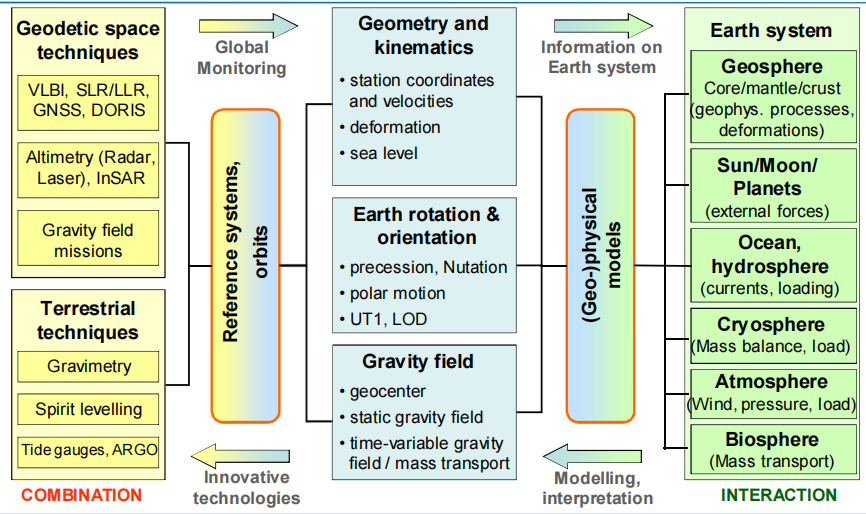 Geodetic space
techniques
VLBI, SLR/LLR,
GNSS, DORIS
Altimetry (Radar,
Laser), InSAR
Gravity field
missions
Terrestrial
techniques
Gravimetry
Spirit levelling
Tide gauges, ARGO
COMBINATION
Global
Monitoring
Reference systems,
orbits
Innovative
technologies
Geometry and
kinematics
• station coordinates
and velocities
• deformation
• sea level
Earth rotation &
orientation
• precession, Nutation
• polar motion
• UT1, LOD
Gravity field
• geocenter
• static gravity field
• time-variable gravity
field / mass transport
Information on
Earth system
(Geo-)physical
models
Modelling,
interpretation
Earth system
Geosphere
Core/mantle/crust
(geophys. processes,
deformations)
Sun/Moon/
Planets
(external forces)
Ocean,
hydrosphere
(currents, loading)
Cryosphere
(Mass balance, load)
Atmosphere
(Wind, pressure, load)
Biosphere
(Mass transport)
INTERACTION